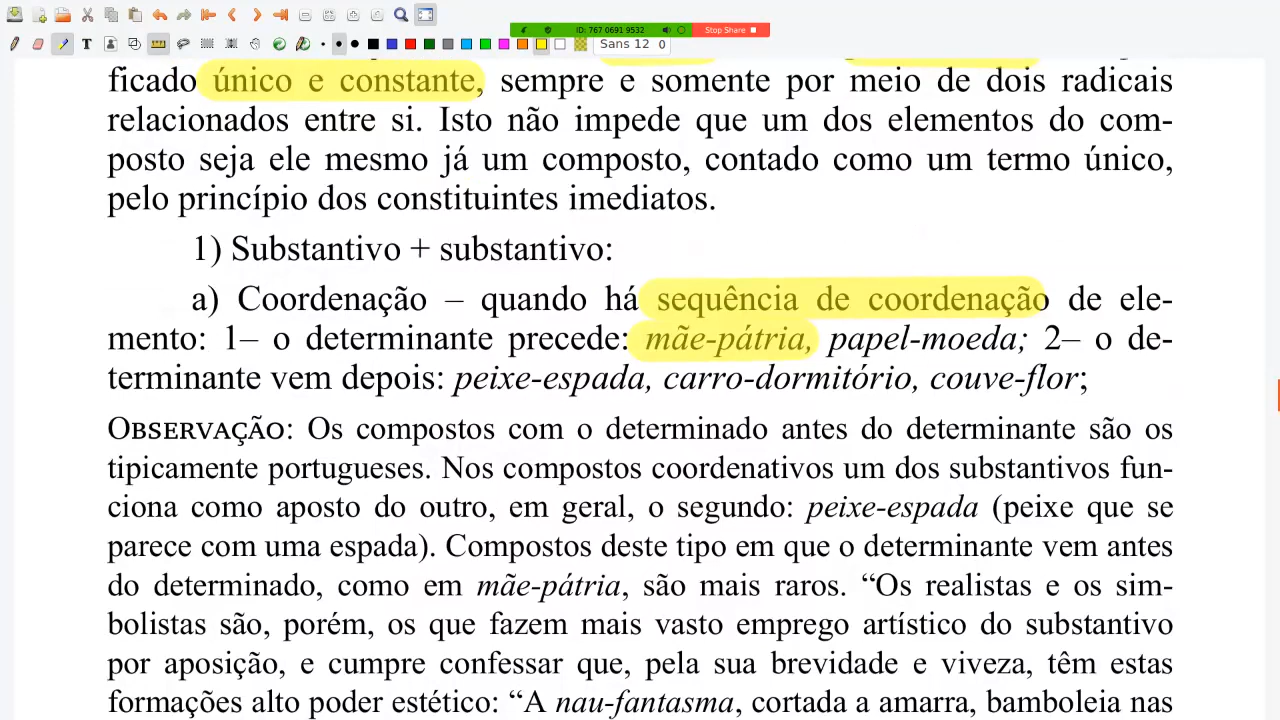 ID: 767 0691 9532
Stop Share
T
Sans 12
ficado único e constante, sempre e somente por meio de dois radicais
relacionados entre si. Isto não impede que um dos elementos do com-
posto seja ele mesmo já um composto, contado como um termo único,
pelo princípio dos constituintes imediatos.
1) Substantivo + substantivo:
a) Coordenação – quando há sequência de coordenação de ele-
mento: 1– o determinante precede: mãe-pátria, papel-moeda; 2– o de-
terminante vem depois: peixe-espada, carro-dormitório, couve-flor;
OBSERVAÇÃO: Os compostos com o determinado antes do determinante são os
tipicamente portugueses. Nos compostos coordenativos um dos substantivos fun-
ciona como aposto do outro, em geral, o segundo: peixe-espada (peixe que se
parece com uma espada). Compostos deste tipo em que o determinante vem antes
do determinado, como em mãe-pátria, são mais raros. “Os realistas e os sim-
bolistas são, porém, os que fazem mais vasto emprego artístico do substantivo
por aposição, e cumpre confessar que, pela sua brevidade e viveza, têm estas
formações alto poder estético: “A nau-fantasma, cortada a amarra, bamboleia nas